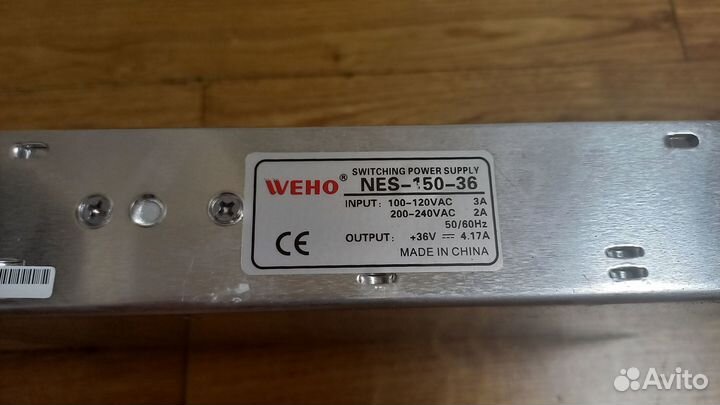 SWITCHING POWER SUPPLY
WEHO® NES-150-36
INPUT: 100-120VAC 3A
200-240VAC 2A
50/60Hz
OUTPUT: +36V ⎓ 4.17A
CE
MADE IN CHINA
Avito